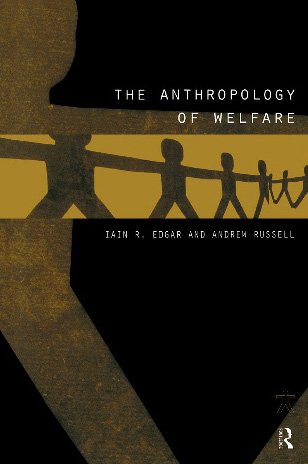 THE ANTHROPOLOGY
OF WELFARE
IAIN R. EDGAR AND ANDREW RUSSELL